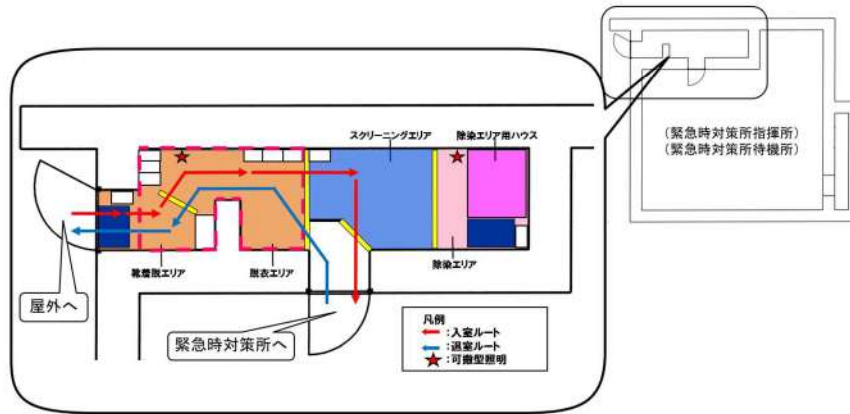 スクリーニングエリア
除染エリア用ハウス
(緊急時対策所指揮所)
(緊急時対策所待機所)
靴着脱エリア
脱衣エリア
除染エリア
屋外へ
緊急時対策所へ
凡例
:入室ルート
:退室ルート
:可搬型照明